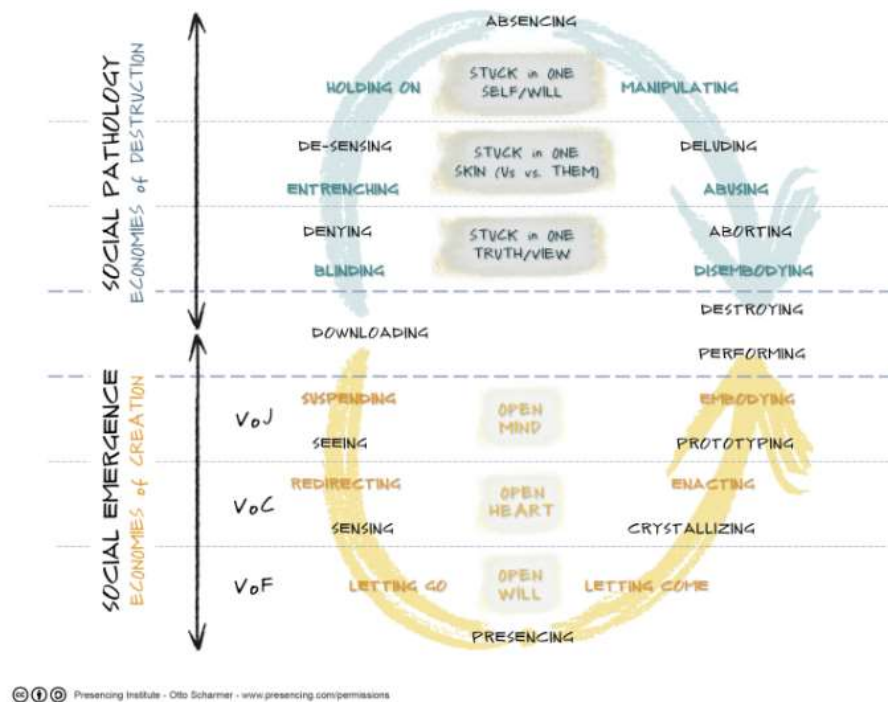 SOCIAL PATHOLOGY
ECONOMIES of DESTRUCTION
ABSENCING
HOLDING ON
STUCK in ONE
SELF/WILL
MANIPULATING
DE-SENSING
STUCK in ONE
SKIN (Us vs. THEM)
DELUDING
ENTRENCHING
ABUSING
DENYING
STUCK in ONE
TRUTH/VIEW
ABORTING
BLINDING
DISEMBODYING
DESTROYING
DOWNLOADING
PERFORMING
SOCIAL EMERGENCE
ECONOMIES of CREATION
VoJ
SUSPENDING
OPEN
MIND
EMBODYING
SEEING
PROTOTYPING
VoC
REDIRECTING
OPEN
HEART
ENACTING
SENSING
CRYSTALLIZING
VoF
LETTING GO
OPEN
WILL
LETTING COME
PRESENCING
cc Presencing Institute - Otto Scharmer - www.presencing.com/permissions